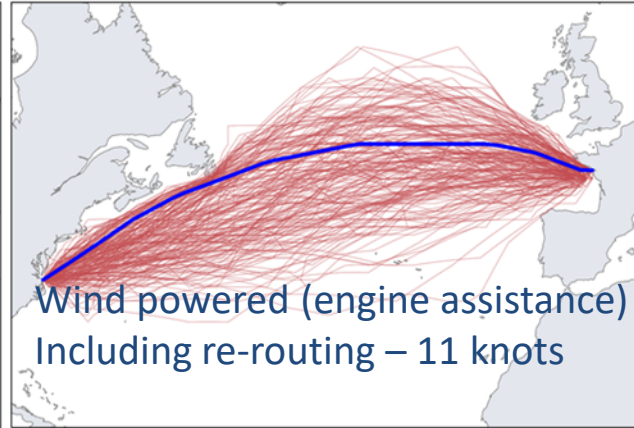 Wind powered (engine assistance)
Including re-routing – 11 knots